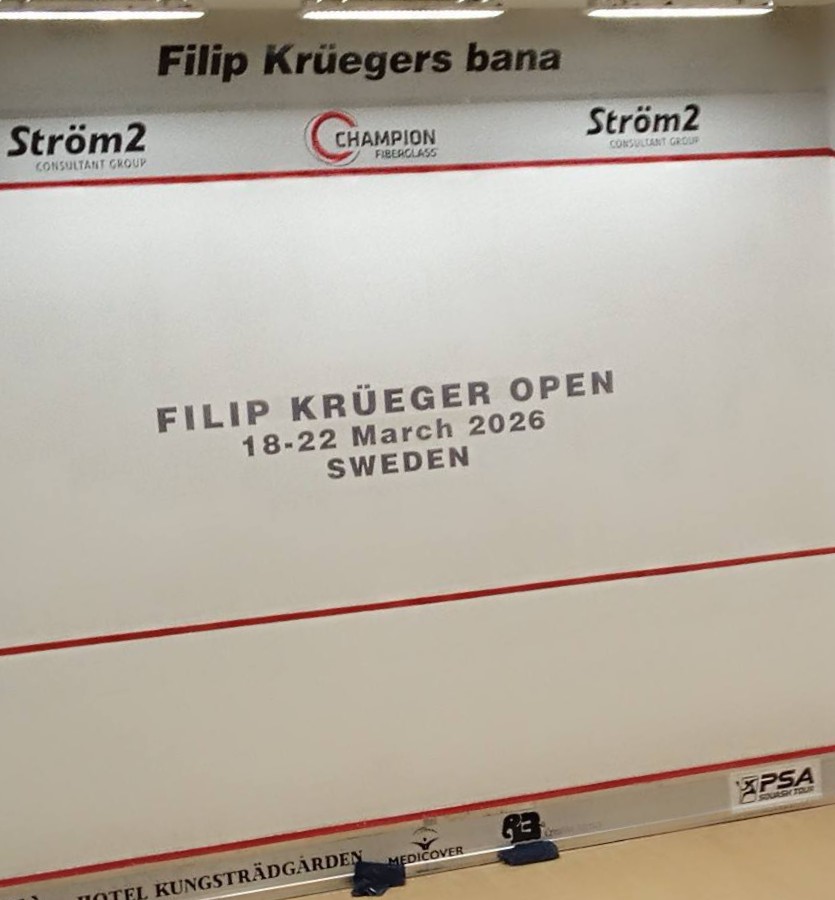 Filip Krüegers bana
Ström2
CONSULTANT GROUP
CHAMPION
FIBERGLASS
Ström2
CONSULTANT GROUP
FILIP KRÜEGER OPEN
18-22 March 2026
SWEDEN
PSA
SQUASH TOUR
HOTEL KUNGSTRÄDGÅRDEN
MEDICOVER